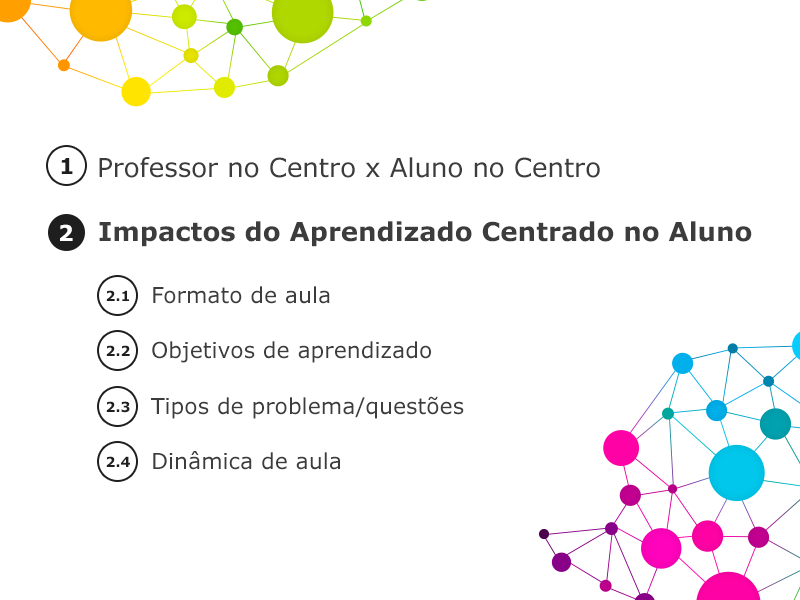 1 Professor no Centro x Aluno no Centro
2 Impactos do Aprendizado Centrado no Aluno
2.1 Formato de aula
2.2 Objetivos de aprendizado
2.3 Tipos de problema/questões
2.4 Dinâmica de aula